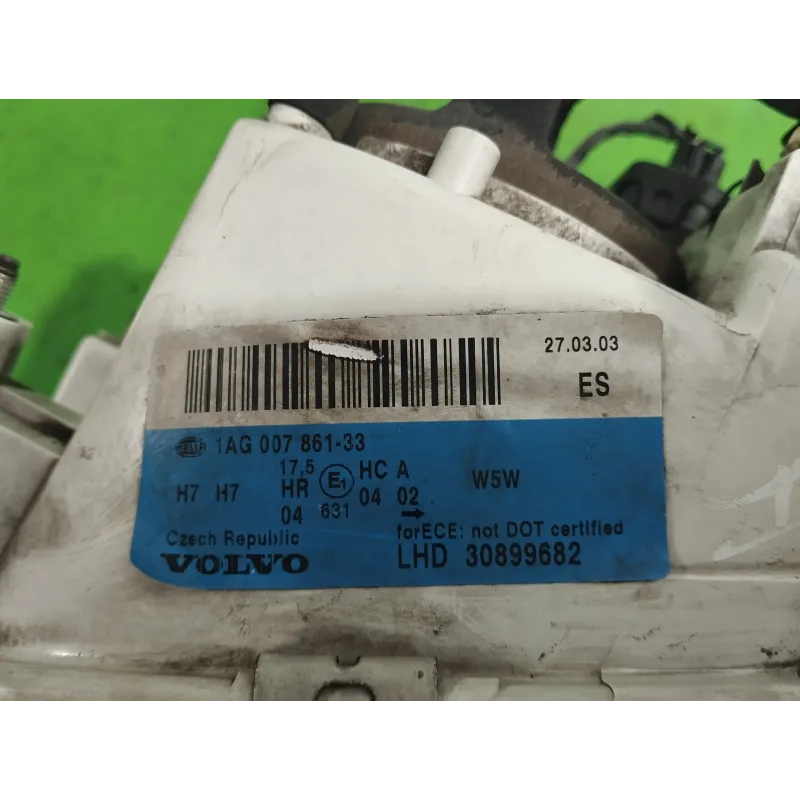 27.03.03
ES
HELLA 1AG 007 861-33
17,5
H7 H7 HR E1 HC A W5W
04 631 04 02 →
forECE: not DOT certified
Czech Republic
VOLVO LHD 30899682